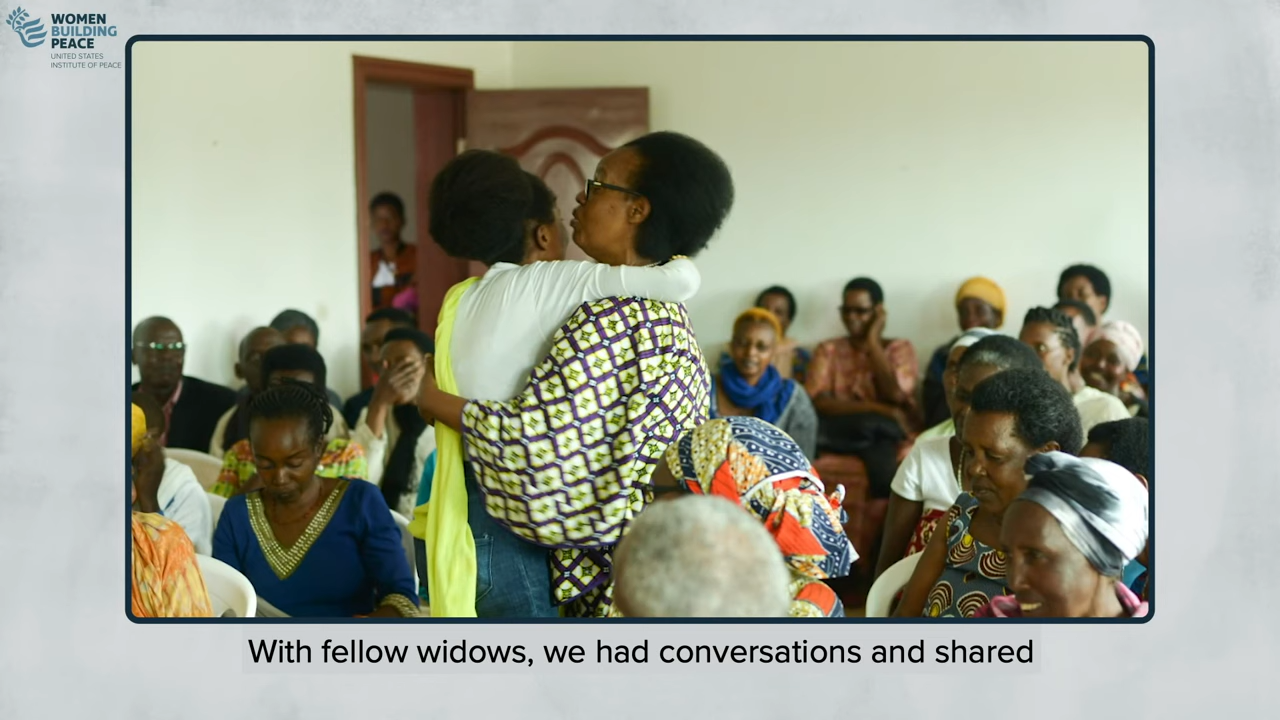 WOMEN
BUILDING
PEACE
UNITED STATES
INSTITUTE OF PEACE
With fellow widows, we had conversations and shared